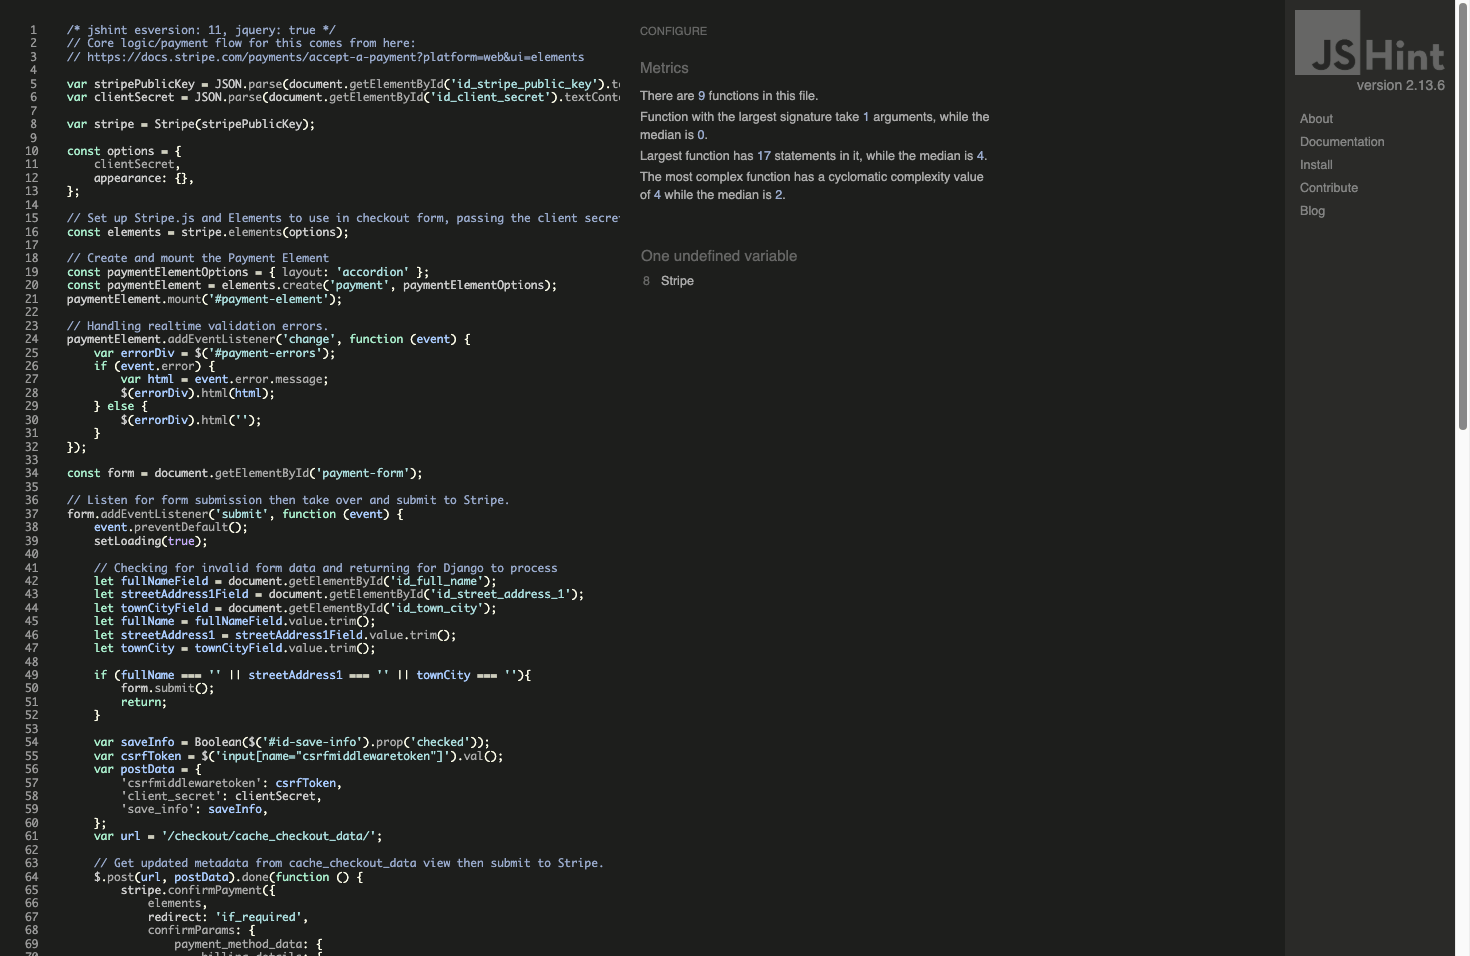 1 /* jshint esversion: 11, jquery: true */
2 // Core logic/payment flow for this comes from here:
3 // https://docs.stripe.com/payments/accept-a-payment?platform=web&ui=elements
4
5 var stripePublicKey = JSON.parse(document.getElementById('id_stripe_public_key').t
6 var clientSecret = JSON.parse(document.getElementById('id_client_secret').textCont
7
8 var stripe = Stripe(stripePublicKey);
9
10 const options = {
11     clientSecret,
12     appearance: {},
13 };
14
15 // Set up Stripe.js and Elements to use in checkout form, passing the client secre
16 const elements = stripe.elements(options);
17
18 // Create and mount the Payment Element
19 const paymentElementOptions = { layout: 'accordion' };
20 const paymentElement = elements.create('payment', paymentElementOptions);
21 paymentElement.mount('#payment-element');
22
23 // Handling realtime validation errors.
24 paymentElement.addEventListener('change', function (event) {
25     var errorDiv = $('#payment-errors');
26     if (event.error) {
27         var html = event.error.message;
28         $(errorDiv).html(html);
29     } else {
30         $(errorDiv).html('');
31     }
32 });
33
34 const form = document.getElementById('payment-form');
35
36 // Listen for form submission then take over and submit to Stripe.
37 form.addEventListener('submit', function (event) {
38     event.preventDefault();
39     setLoading(true);
40
41     // Checking for invalid form data and returning for Django to process
42     let fullNameField = document.getElementById('id_full_name');
43     let streetAddress1Field = document.getElementById('id_street_address_1');
44     let townCityField = document.getElementById('id_town_city');
45     let fullName = fullNameField.value.trim();
46     let streetAddress1 = streetAddress1Field.value.trim();
47     let townCity = townCityField.value.trim();
48
49     if (fullName === '' || streetAddress1 === '' || townCity === ''){
50         form.submit();
51         return;
52     }
53
54     var saveInfo = Boolean($('#id-save-info').prop('checked'));
55     var csrfToken = $('input[name="csrfmiddlewaretoken"]').val();
56     var postData = {
57         'csrfmiddlewaretoken': csrfToken,
58         'client_secret': clientSecret,
59         'save_info': saveInfo,
60     };
61     var url = '/checkout/cache_checkout_data/';
62
63     // Get updated metadata from cache_checkout_data view then submit to Stripe.
64     $.post(url, postData).done(function () {
65         stripe.confirmPayment({
66             elements,
67             redirect: 'if_required',
68             confirmParams: {
69                 payment_method_data: {
70                     billing_details: {
CONFIGURE
Metrics
There are 9 functions in this file.
Function with the largest signature take 1 arguments, while the
median is 0.
Largest function has 17 statements in it, while the median is 4.
The most complex function has a cyclomatic complexity value
of 4 while the median is 2.
One undefined variable
8 Stripe
JSHint
version 2.13.6
About
Documentation
Install
Contribute
Blog